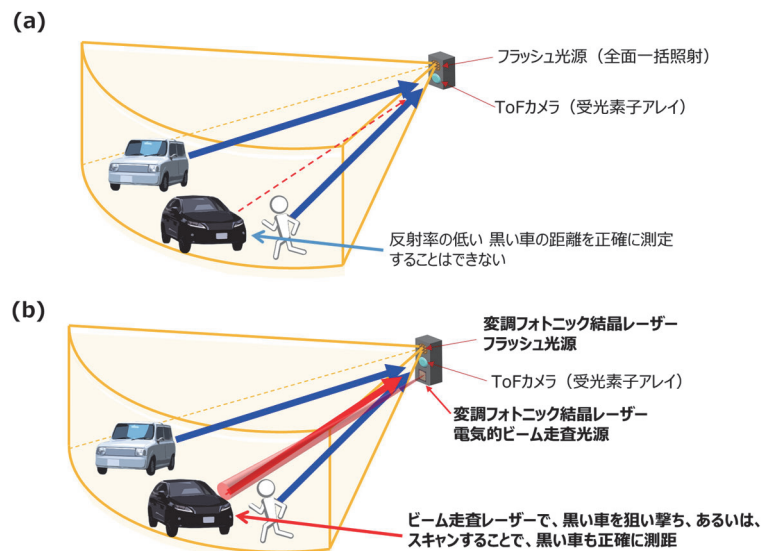 (a)
フラッシュ光源（全面一括照射）
ToFカメラ（受光素子アレイ）
反射率の低い 黒い車の距離を正確に測定
することはできない
(b)
変調フォトニック結晶レーザー
フラッシュ光源
ToFカメラ（受光素子アレイ）
変調フォトニック結晶レーザー
電気的ビーム走査光源
ビーム走査レーザーで、黒い車を狙い撃ち、あるいは、
スキャンすることで、黒い車も正確に測距